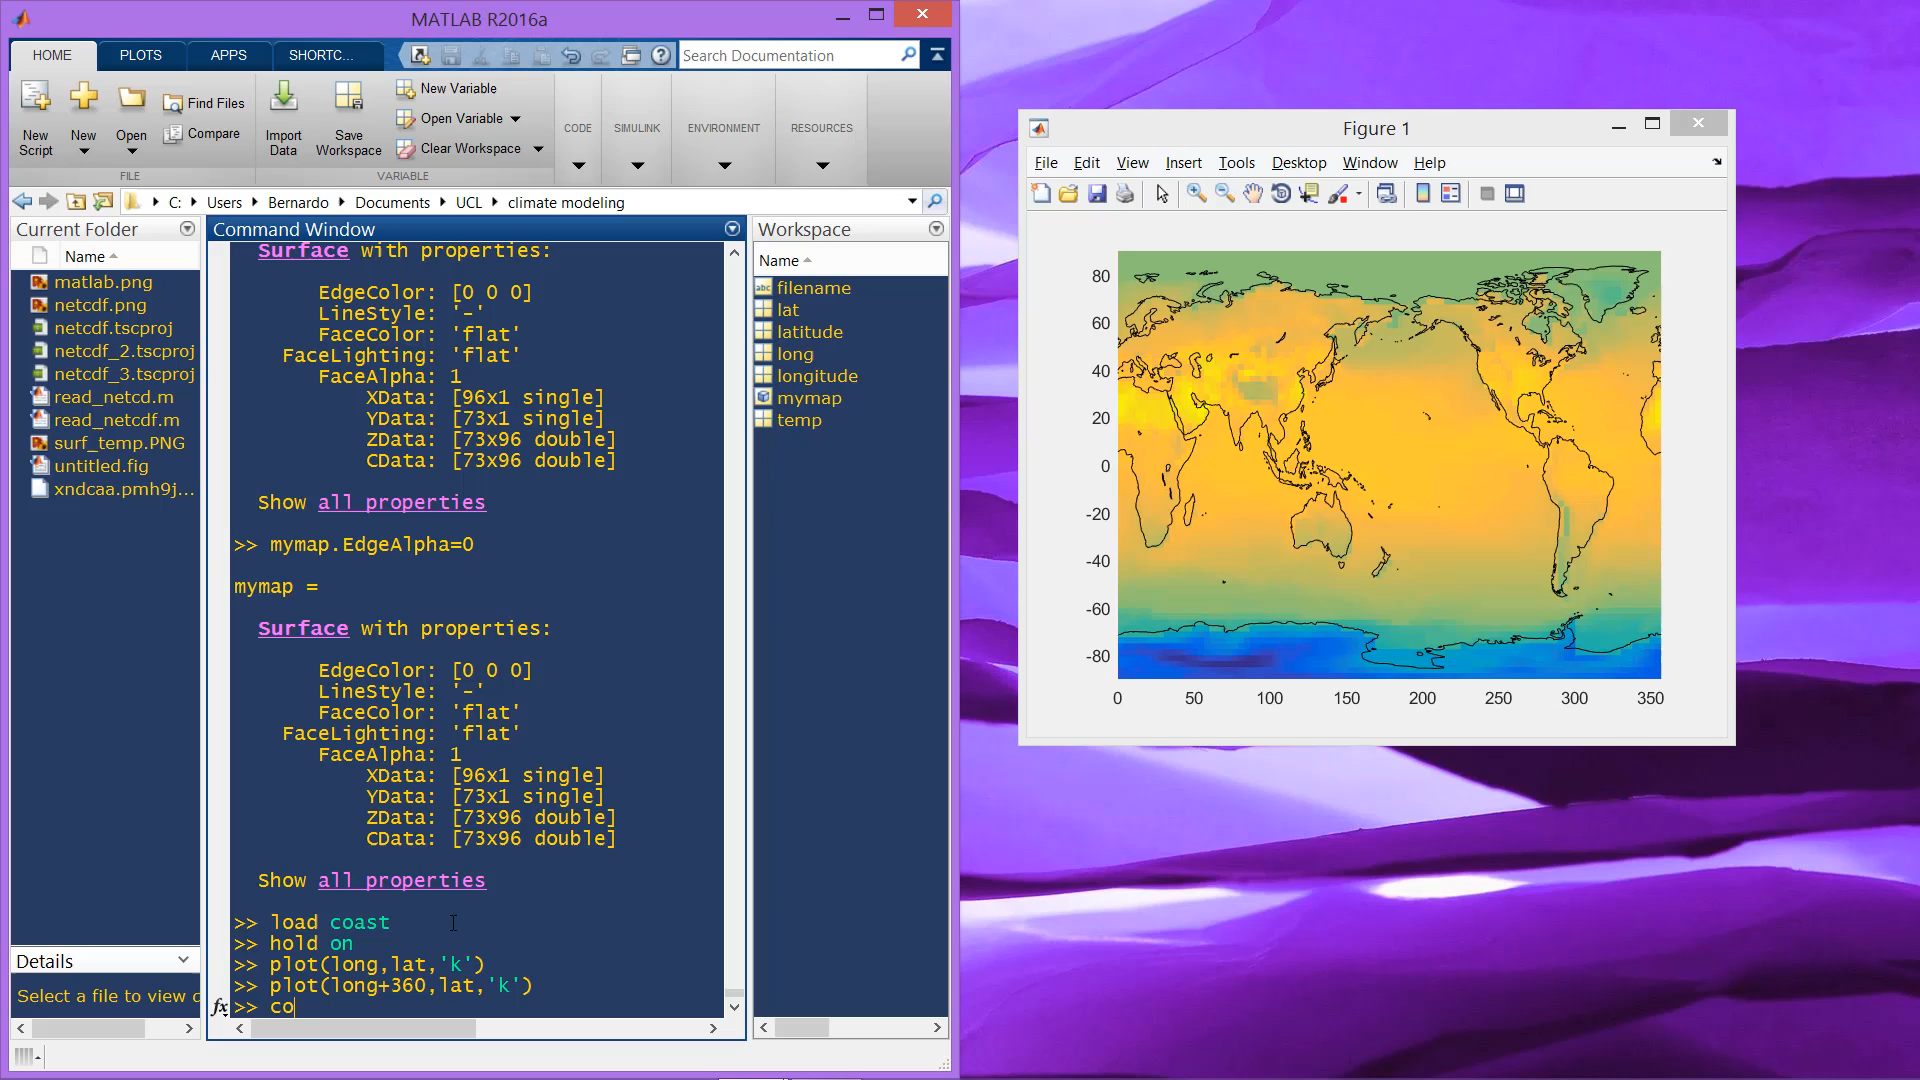 MATLAB R2016a
HOME PLOTS APPS SHORTC... Search Documentation
New Script
New
Open
Find Files
Compare
Import Data
Save Workspace
New Variable
Open Variable
Clear Workspace
CODE SIMULINK ENVIRONMENT RESOURCES
FILE VARIABLE
C: Users Bernardo Documents UCL climate modeling
Current Folder
Name
matlab.png
netcdf.png
netcdf.tscproj
netcdf_2.tscproj
netcdf_3.tscproj
read_netcd.m
read_netcdf.m
surf_temp.PNG
untitled.fig
xndcaa.pmh9j...
Details
Select a file to view
Command Window
Surface with properties:
EdgeColor: [0 0 0]
LineStyle: '-'
FaceColor: 'flat'
FaceLighting: 'flat'
FaceAlpha: 1
XData: [96x1 single]
YData: [73x1 single]
ZData: [73x96 double]
CData: [73x96 double]
Show all properties
>> mymap.EdgeAlpha=0
mymap =
Surface with properties:
EdgeColor: [0 0 0]
LineStyle: '-'
FaceColor: 'flat'
FaceLighting: 'flat'
FaceAlpha: 1
XData: [96x1 single]
YData: [73x1 single]
ZData: [73x96 double]
CData: [73x96 double]
Show all properties
>> load coast
>> hold on
>> plot(long,lat,'k')
>> plot(long+360,lat,'k')
fx >> co
Workspace
Name
abc filename
lat
latitude
long
longitude
mymap
temp
Figure 1
File Edit View Insert Tools Desktop Window Help
80
60
40
20
0
-20
-40
-60
-80
0 50 100 150 200 250 300 350